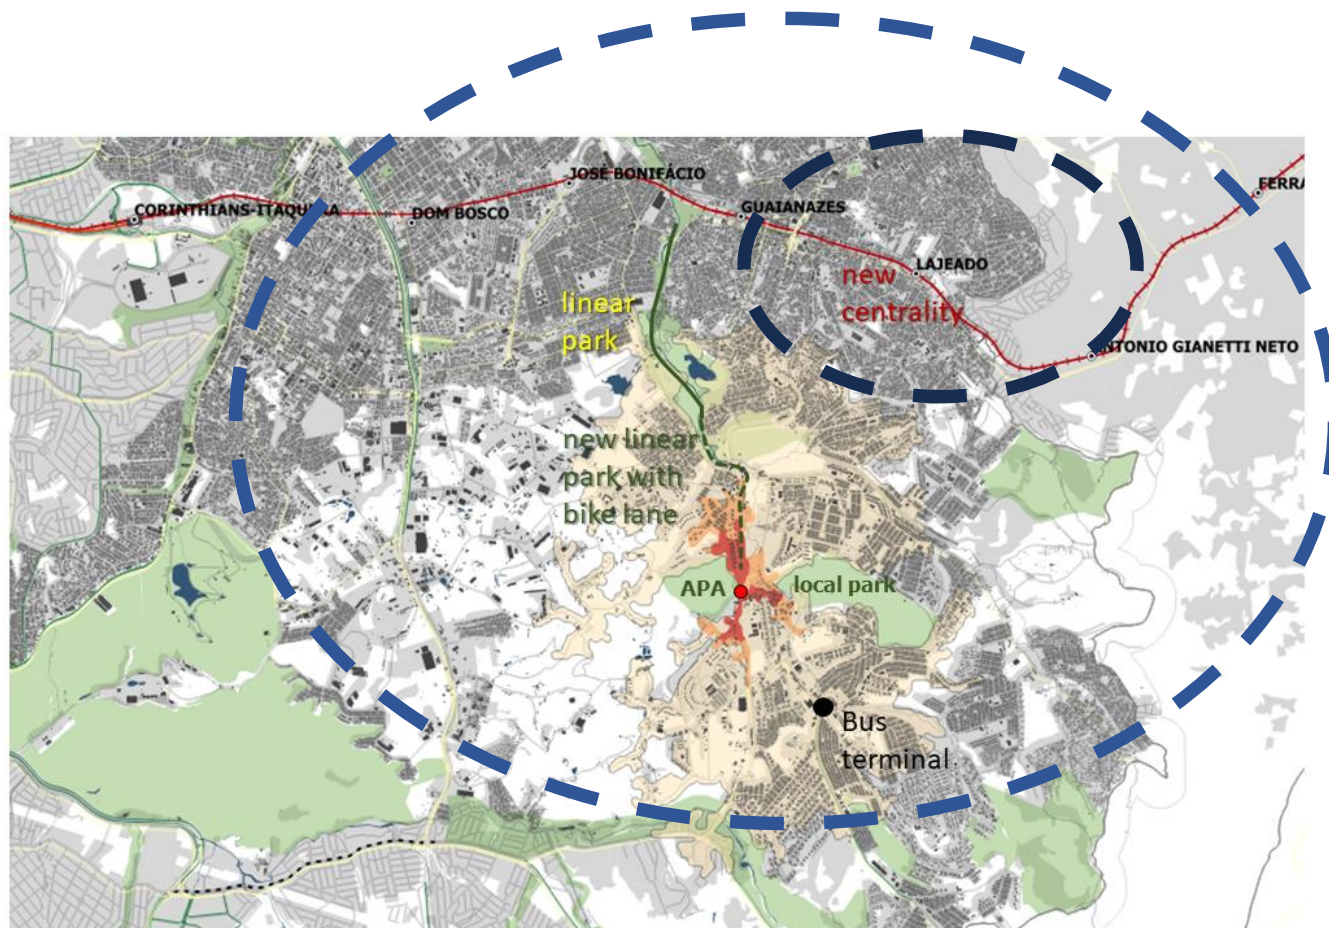 JOSÉ BONIFÁCIO
FERRA
CORINTHIANS-ITAQUERA
DOM BOSCO
GUAIANAZES
LAJEADO
new
centrality
linear
park
ANTONIO GIANETTI NETO
new linear
park with
bike lane
APA
local park
Bus
terminal